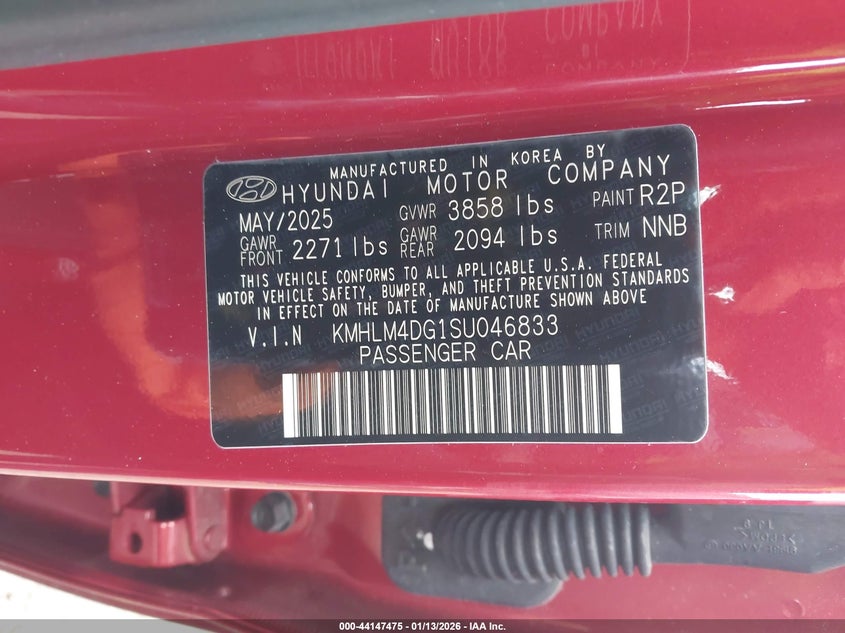 MANUFACTURED IN KOREA BY
HYUNDAI MOTOR COMPANY
MAY/2025 GVWR 3858 lbs PAINT R2P
GAWR FRONT 2271 lbs GAWR REAR 2094 lbs TRIM NNB
THIS VEHICLE CONFORMS TO ALL APPLICABLE U.S.A. FEDERAL
MOTOR VEHICLE SAFETY, BUMPER, AND THEFT PREVENTION STANDARDS
IN EFFECT ON THE DATE OF MANUFACTURE SHOWN ABOVE
V.I.N KMHLM4DG1SU046833
PASSENGER CAR
000-44147475 - 01/13/2026 - IAA Inc.